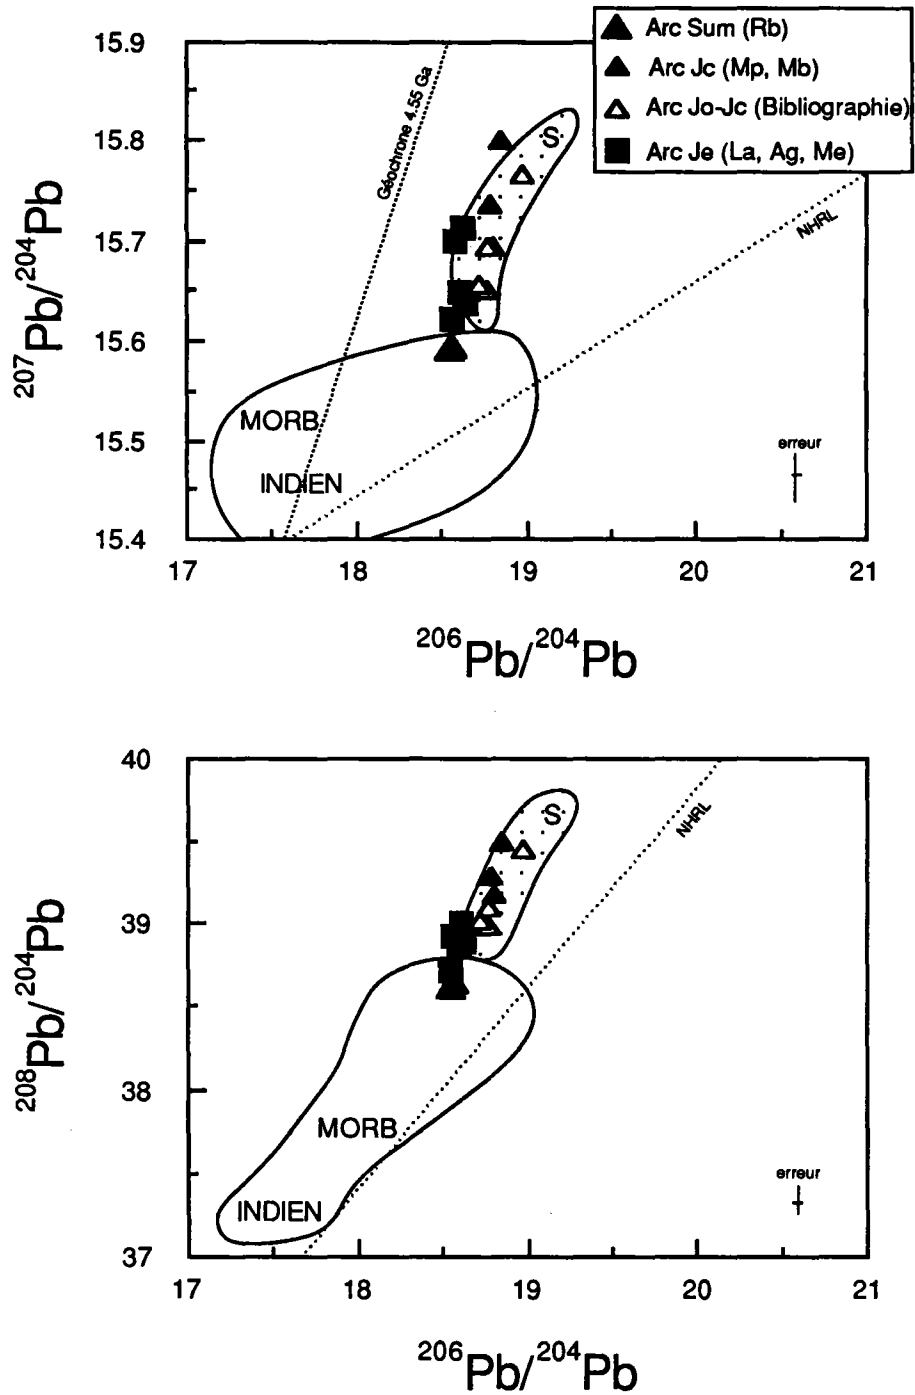 Arc Sum (Rb)
Arc Jc (Mp, Mb)
Arc Jo-Jc (Bibliographie)
Arc Je (La, Ag, Me)
15.9
15.8
15.7
15.6
15.5
15.4
207Pb/204Pb
Géochrone 4.55 Ga
S
NHRL
MORB
INDIEN
erreur
17 18 19 20 21
206Pb/204Pb
40
39
38
37
208Pb/204Pb
S
NHRL
MORB
INDIEN
erreur
17 18 19 20 21
206Pb/204Pb